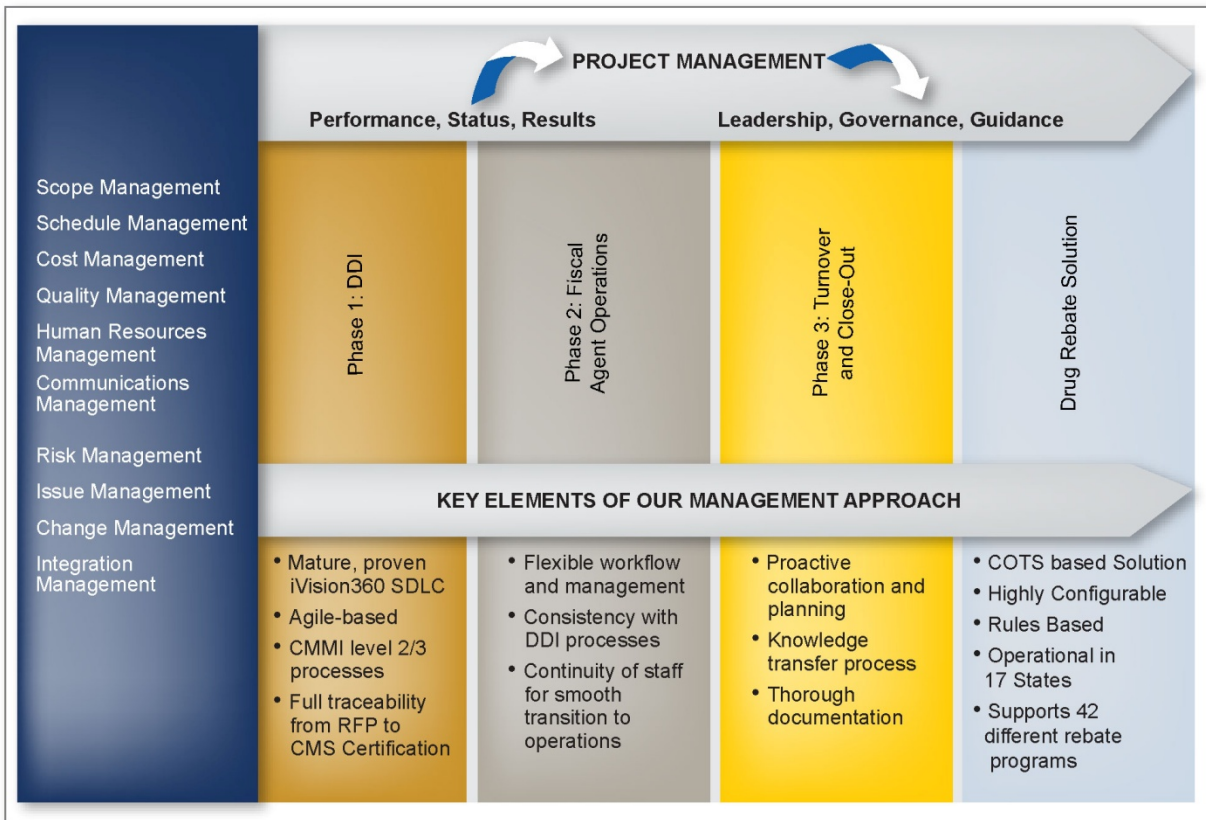 PROJECT MANAGEMENT
Performance, Status, Results
Leadership, Governance, Guidance
Scope Management
Schedule Management
Cost Management
Quality Management
Human Resources
Management
Communications
Management
Risk Management
Issue Management
Change Management
Integration
Management
Phase 1: DDI
Phase 2: Fiscal
Agent Operations
Phase 3: Turnover
and Close-Out
Drug Rebate Solution
KEY ELEMENTS OF OUR MANAGEMENT APPROACH
• Mature, proven
iVision360 SDLC
• Agile-based
• CMMI level 2/3
processes
• Full traceability
from RFP to
CMS Certification
• Flexible workflow
and management
• Consistency with
DDI processes
• Continuity of staff
for smooth
transition to
operations
• Proactive
collaboration and
planning
• Knowledge
transfer process
• Thorough
documentation
• COTS based Solution
• Highly Configurable
• Rules Based
• Operational in
17 States
• Supports 42
different rebate
programs